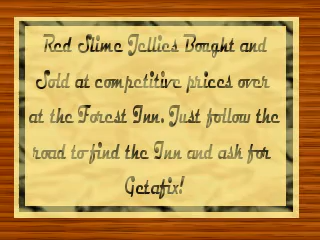 Red Slime Jellies Bought and
Sold at competitive prices over
at the Forest Inn. Just follow the
road to find the Inn and ask for
Getafix!